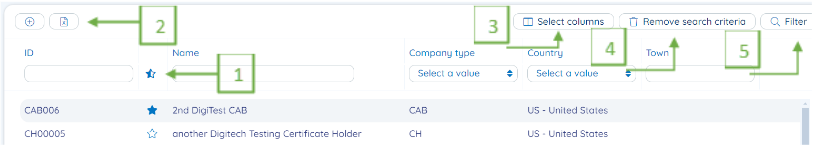 2 3 Select columns Remove search criteria Filter
ID Name Company type Country Town
1 Select a value Select a value 4 5
CAB006 2nd DigiTest CAB CAB US - United States
CH00005 another Digitech Testing Certificate Holder CH US - United States